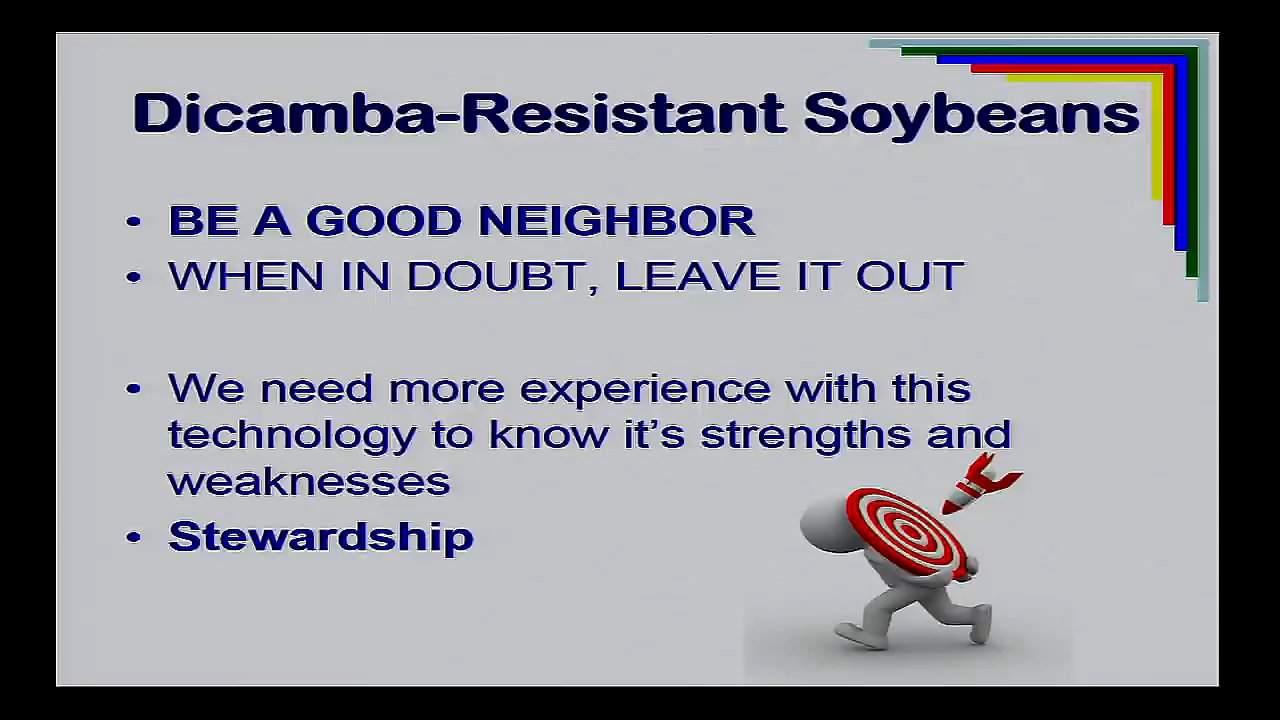 Dicamba-Resistant Soybeans
• BE A GOOD NEIGHBOR
• WHEN IN DOUBT, LEAVE IT OUT
• We need more experience with this
technology to know it's strengths and
weaknesses
• Stewardship